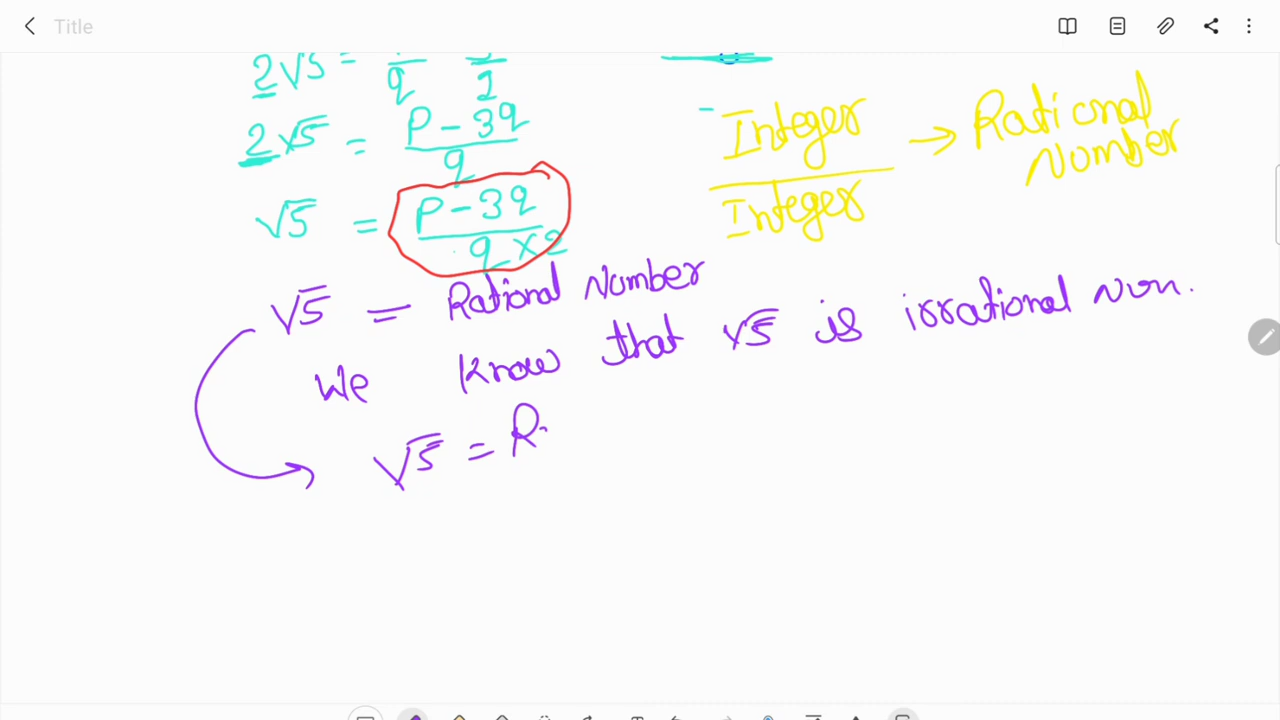 Title
2√5 =
q 2
2√5 = P - 3q / q
Integer / Integer → Rational Number
√5 = P - 3q / q × 2
√5 = Rational Number
We know that √5 is irrational num.
√5 = R